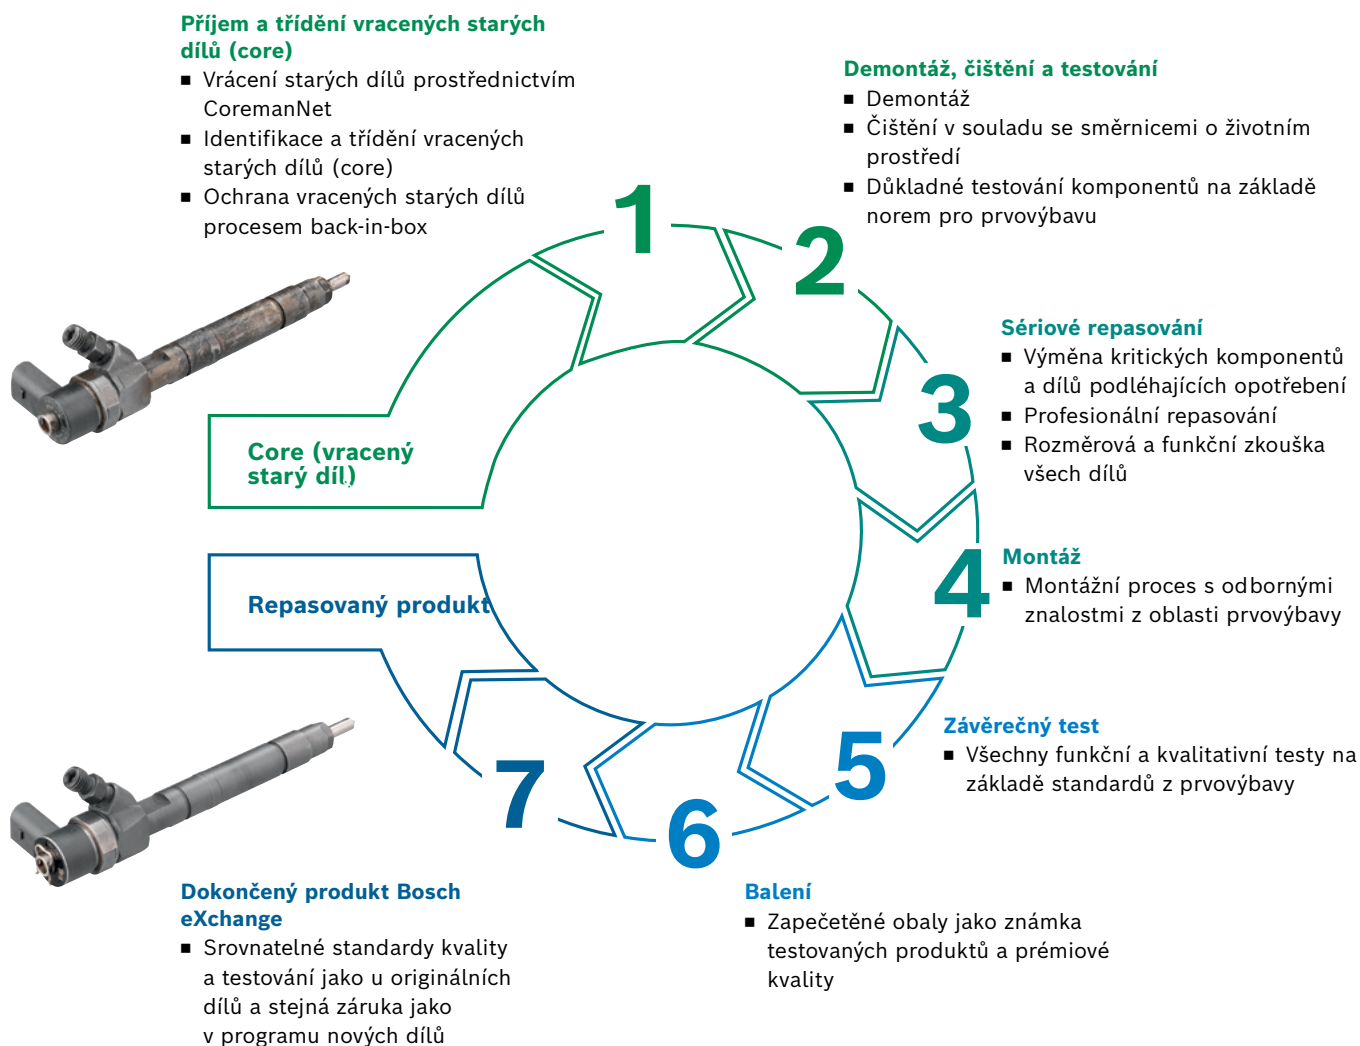 Příjem a třídění vracených starých
dílů (core)
■ Vrácení starých dílů prostřednictvím
CoremanNet
■ Identifikace a třídění vracených
starých dílů (core)
■ Ochrana vracených starých dílů
procesem back-in-box
Demontáž, čištění a testování
■ Demontáž
■ Čištění v souladu se směrnicemi o životním
prostředí
■ Důkladné testování komponentů na základě
norem pro prvovýbavu
1
2
Sériové repasování
■ Výměna kritických komponentů
a dílů podléhajících opotřebení
■ Profesionální repasování
■ Rozměrová a funkční zkouška
všech dílů
3
Core (vracený
starý díl)
Montáž
■ Montážní proces s odbornými
znalostmi z oblasti prvovýbavy
4
Repasovaný produkt
Závěrečný test
■ Všechny funkční a kvalitativní testy na
základě standardů z prvovýbavy
5
6
7
Balení
■ Zapečetěné obaly jako známka
testovaných produktů a prémiové
kvality
Dokončený produkt Bosch
eXchange
■ Srovnatelné standardy kvality
a testování jako u originálních
dílů a stejná záruka jako
v programu nových dílů